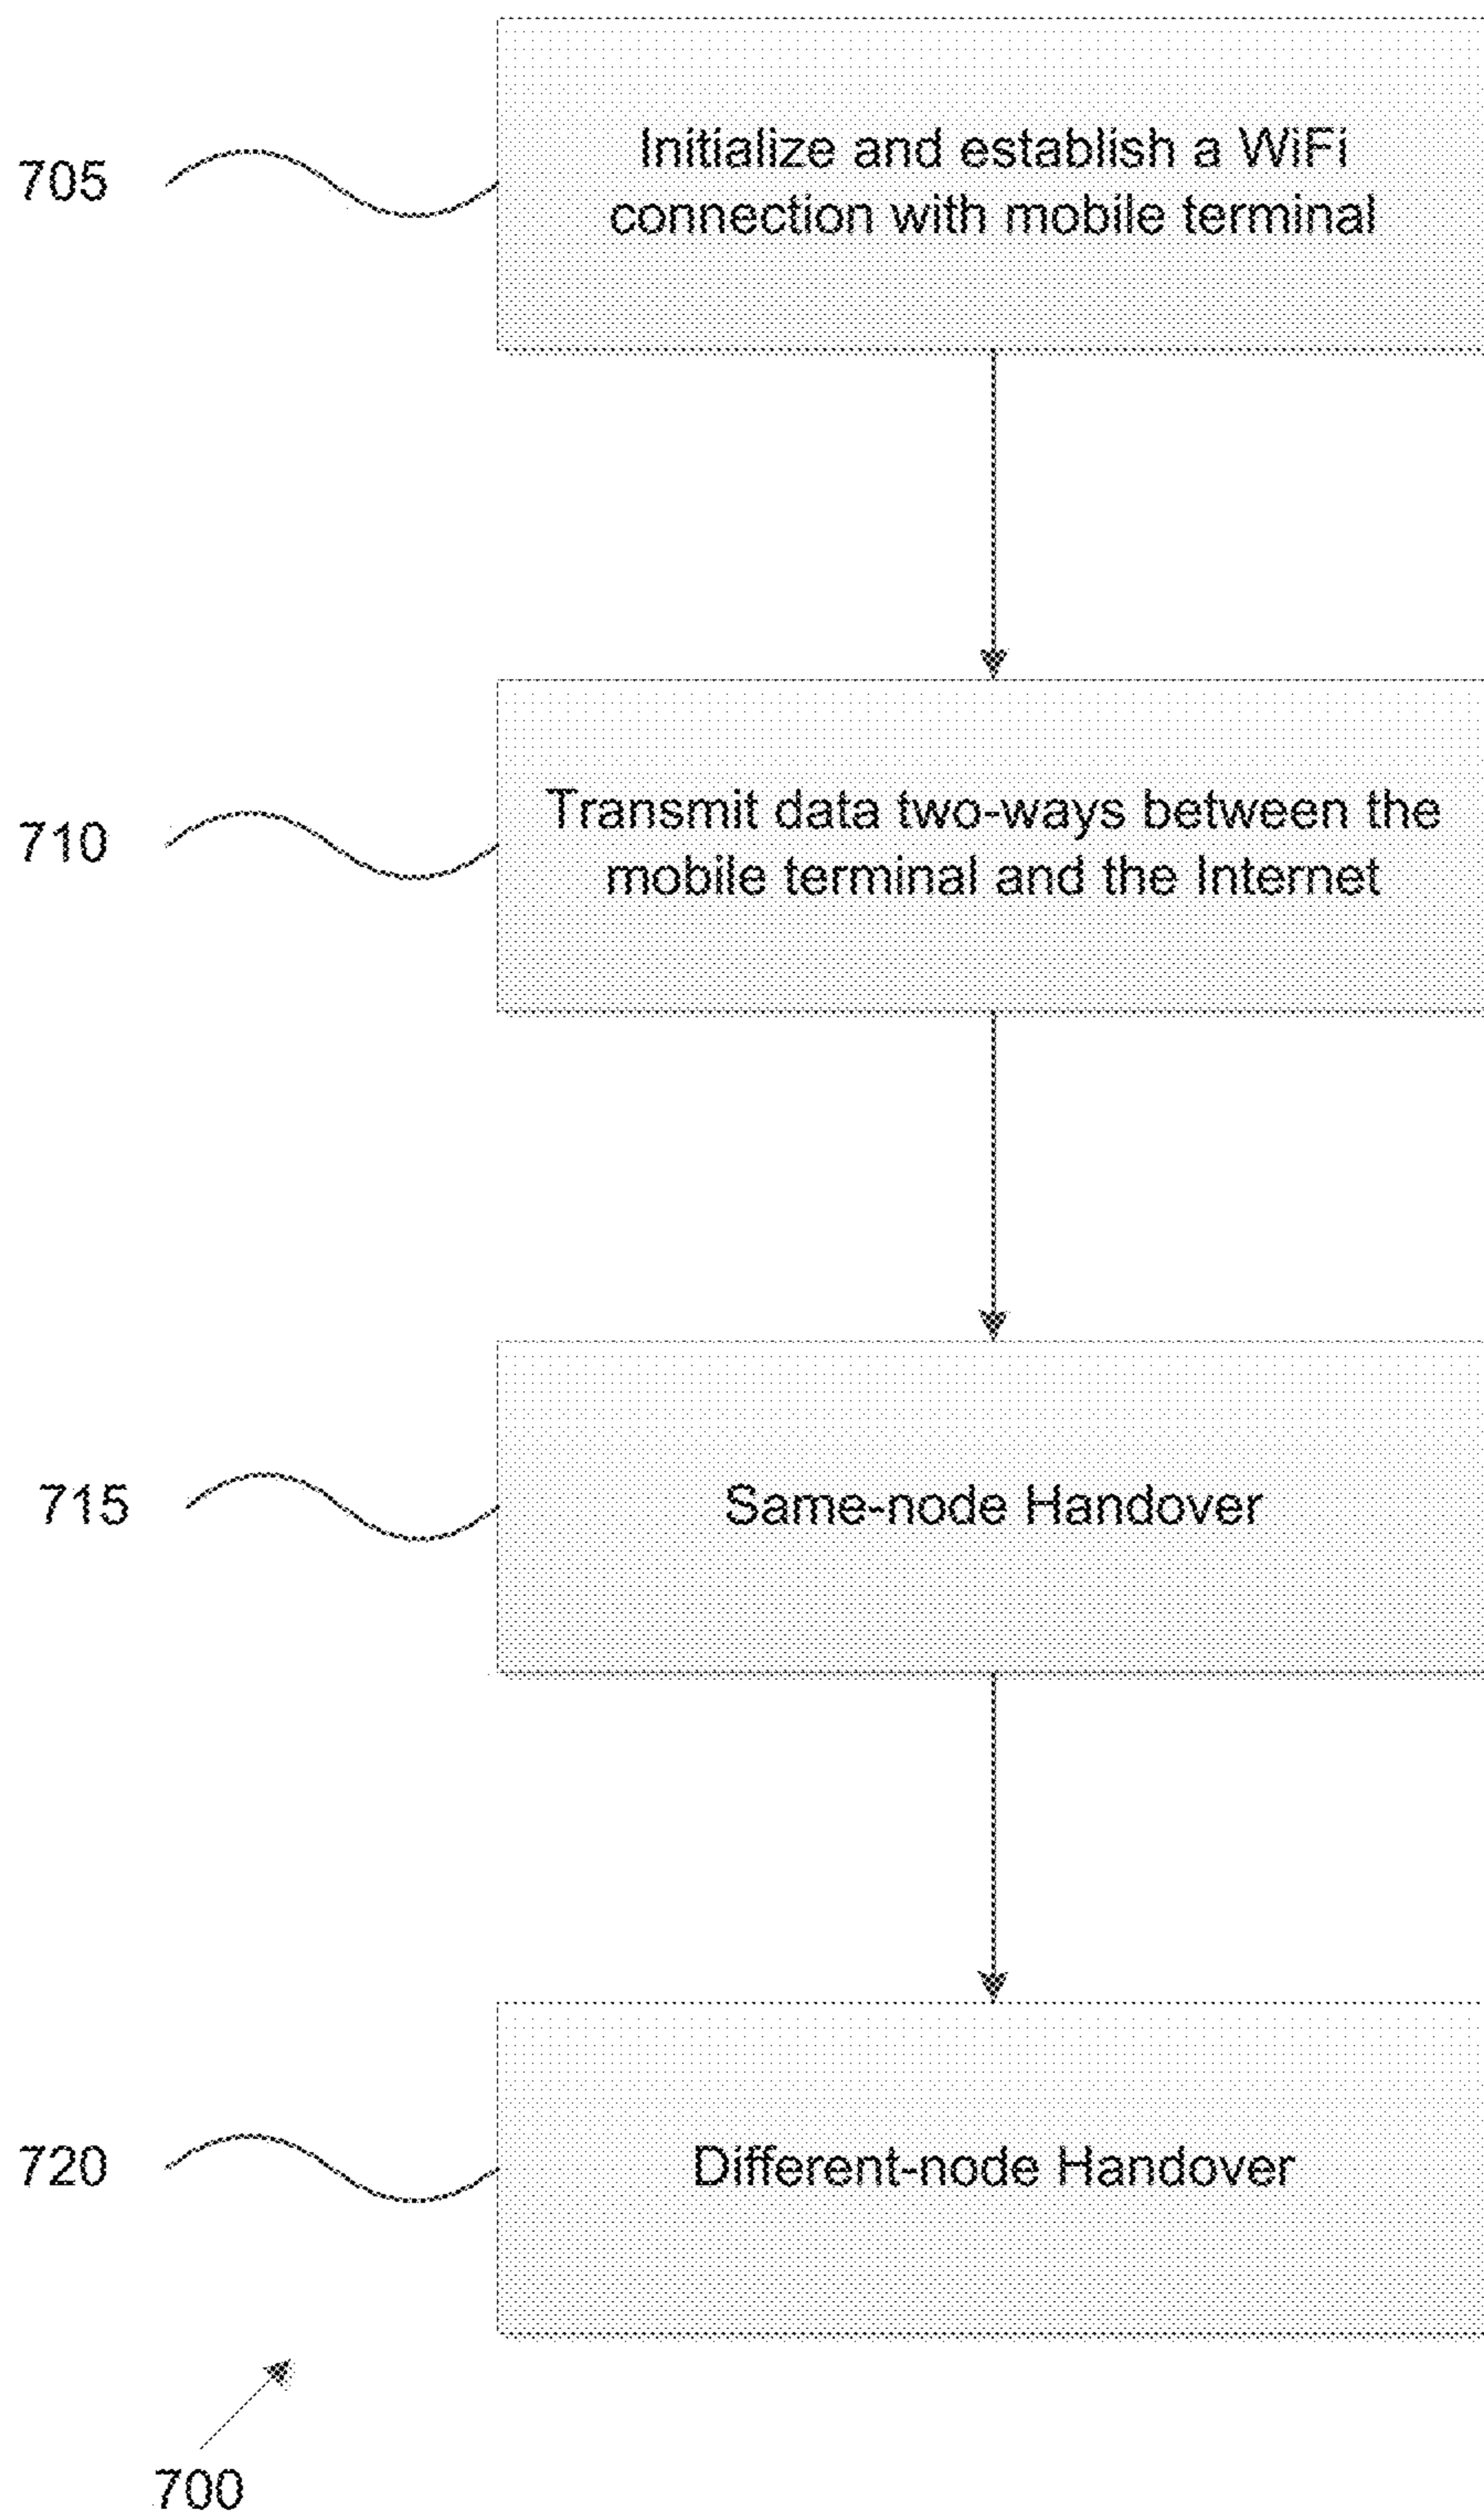 705
Initialize and establish a WiFi
connection with mobile terminal
710
Transmit data two-ways between the
mobile terminal and the Internet
715
Same-node Handover
720
Different-node Handover
700